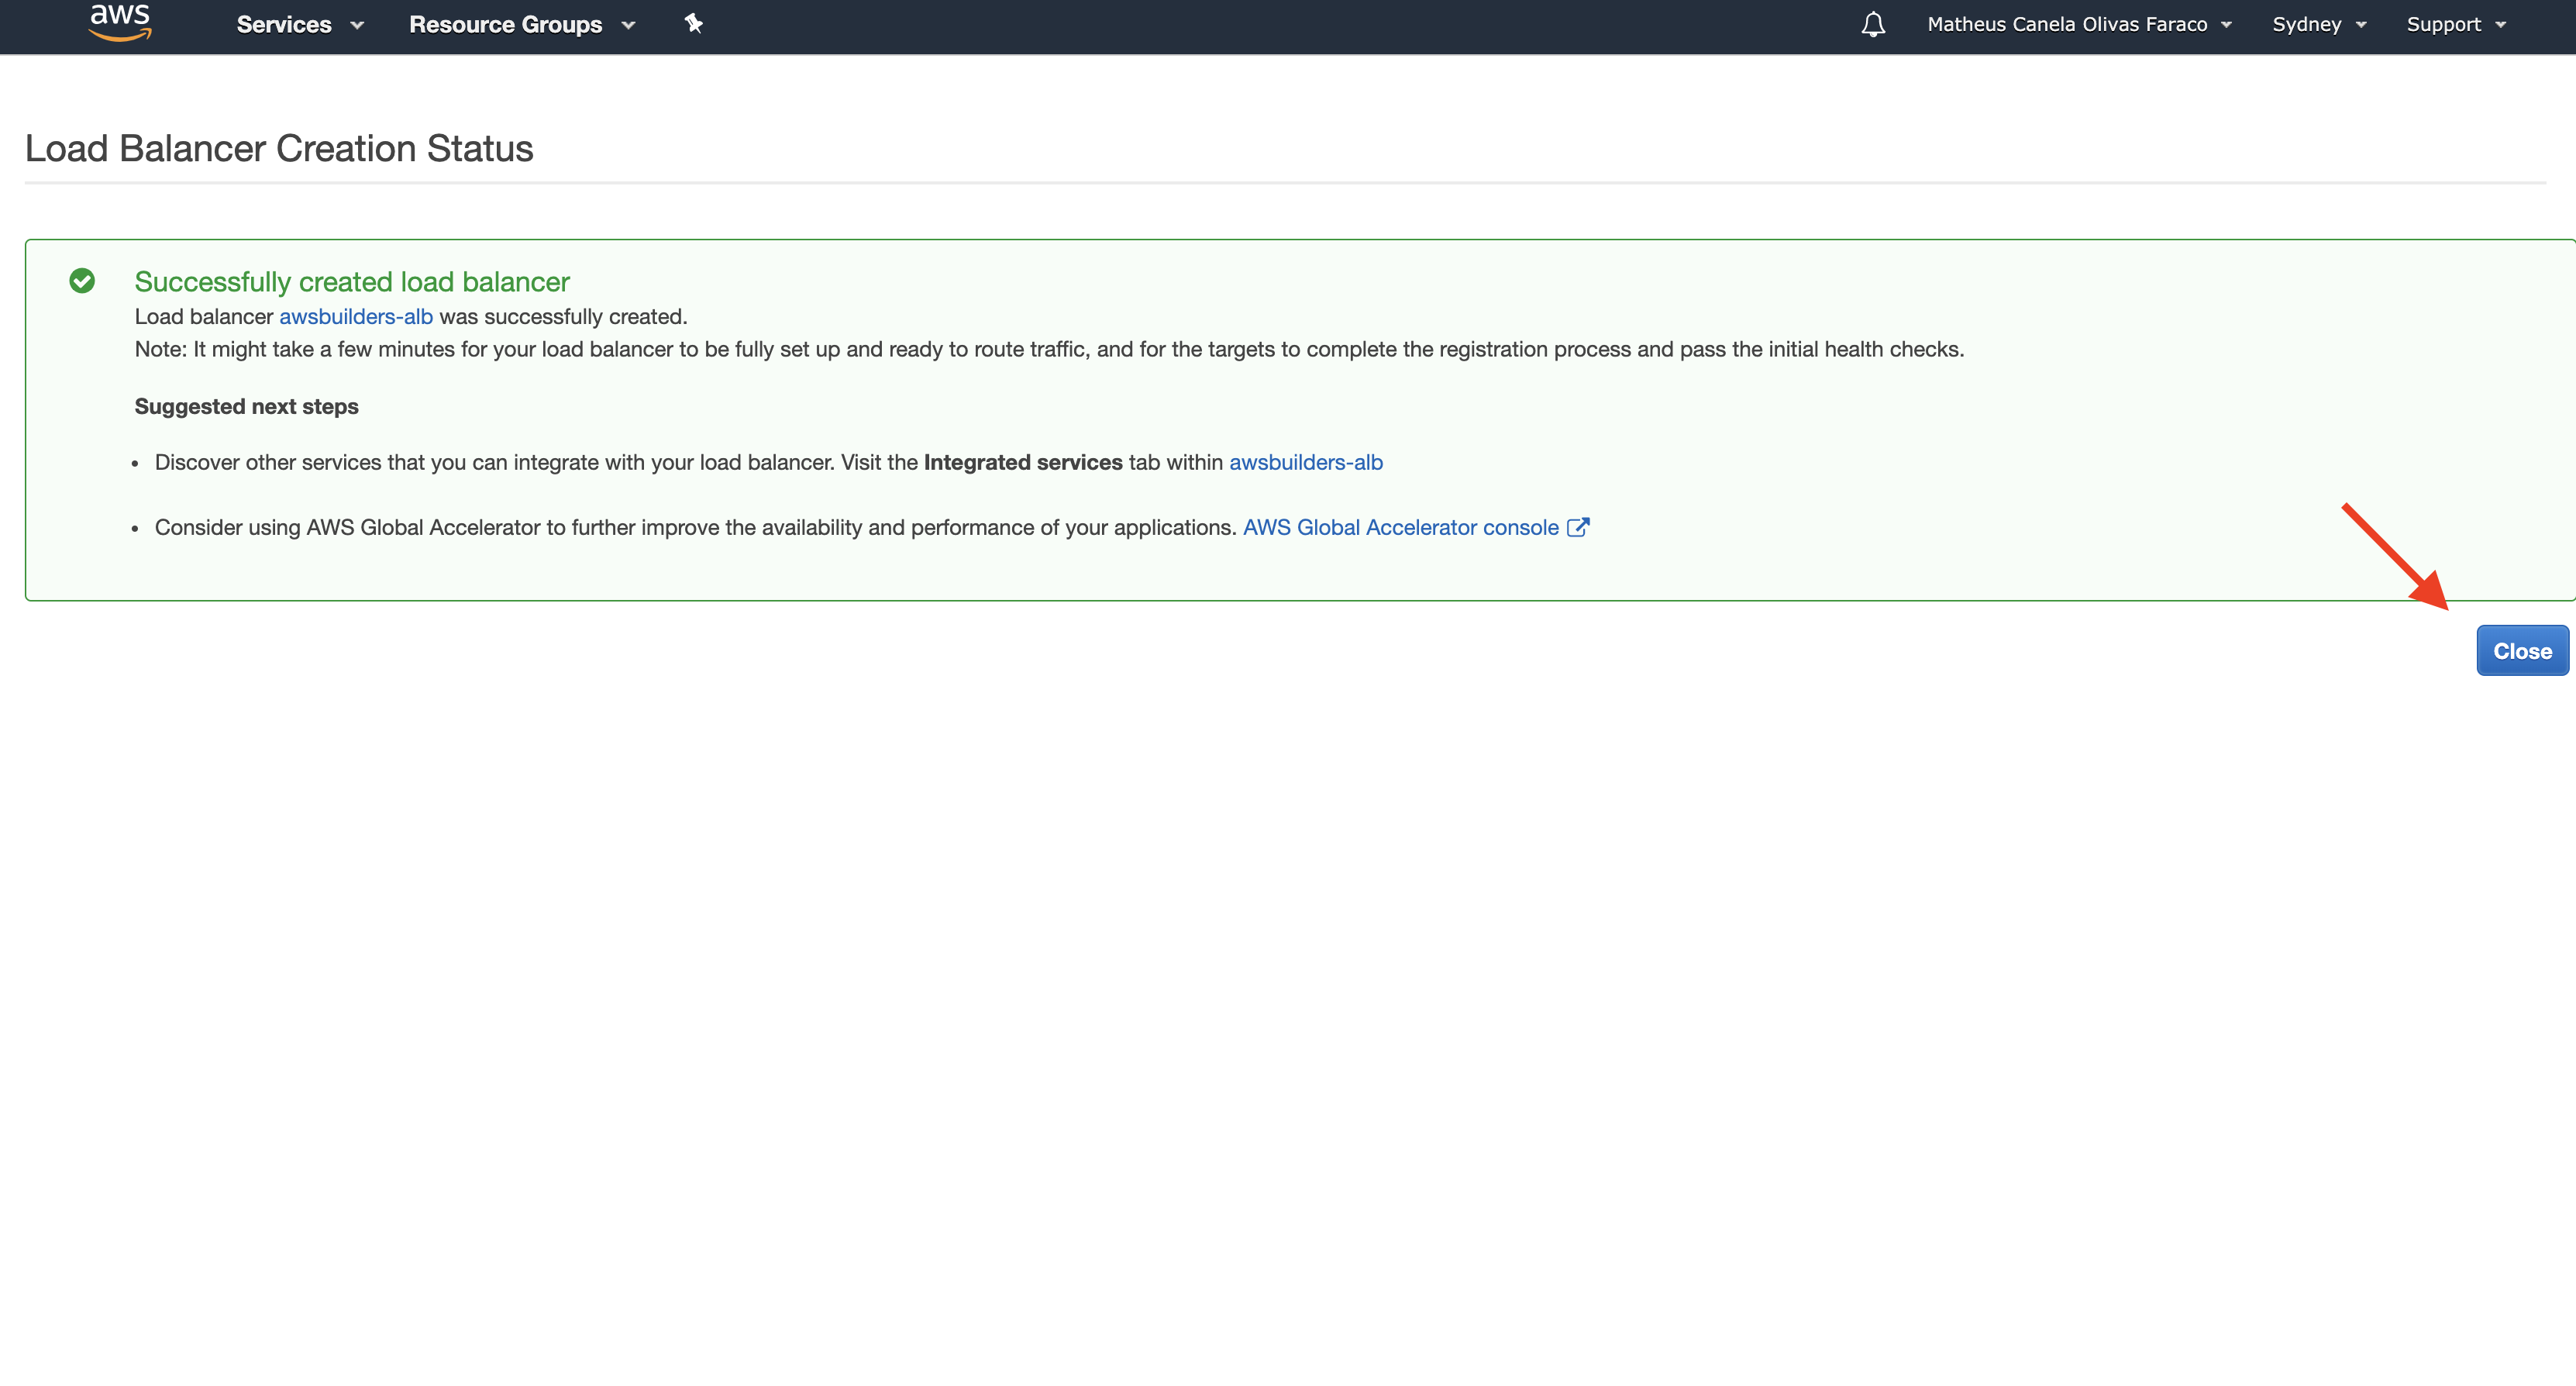 aws Services Resource Groups Matheus Canela Olivas Faraco Sydney Support
Load Balancer Creation Status
Successfully created load balancer
Load balancer awsbuilders-alb was successfully created.
Note: It might take a few minutes for your load balancer to be fully set up and ready to route traffic, and for the targets to complete the registration process and pass the initial health checks.
Suggested next steps
• Discover other services that you can integrate with your load balancer. Visit the Integrated services tab within awsbuilders-alb
• Consider using AWS Global Accelerator to further improve the availability and performance of your applications. AWS Global Accelerator console
Close